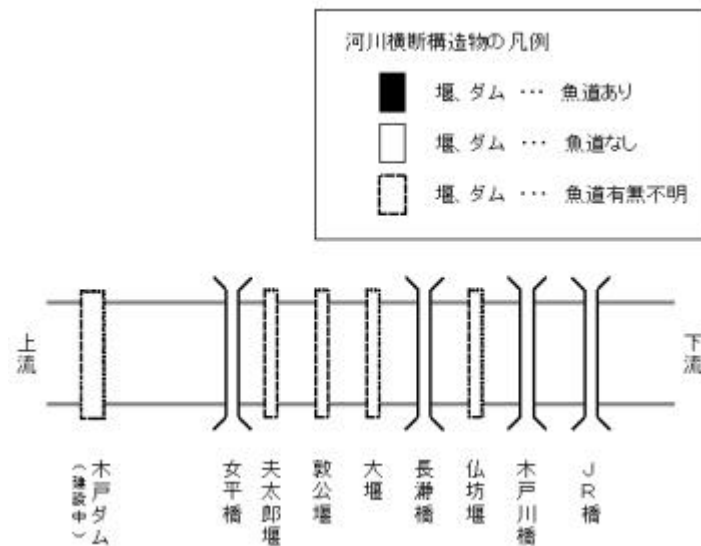 河川横断構造物の凡例
堰、ダム ・・・ 魚道あり
堰、ダム ・・・ 魚道なし
堰、ダム ・・・ 魚道有無不明
上流
下流
木戸ダム
(建設中)
女平橋
夫太郎堰
敦公堰
大堰
長瀞橋
仏坊堰
木戸川橋
JR橋